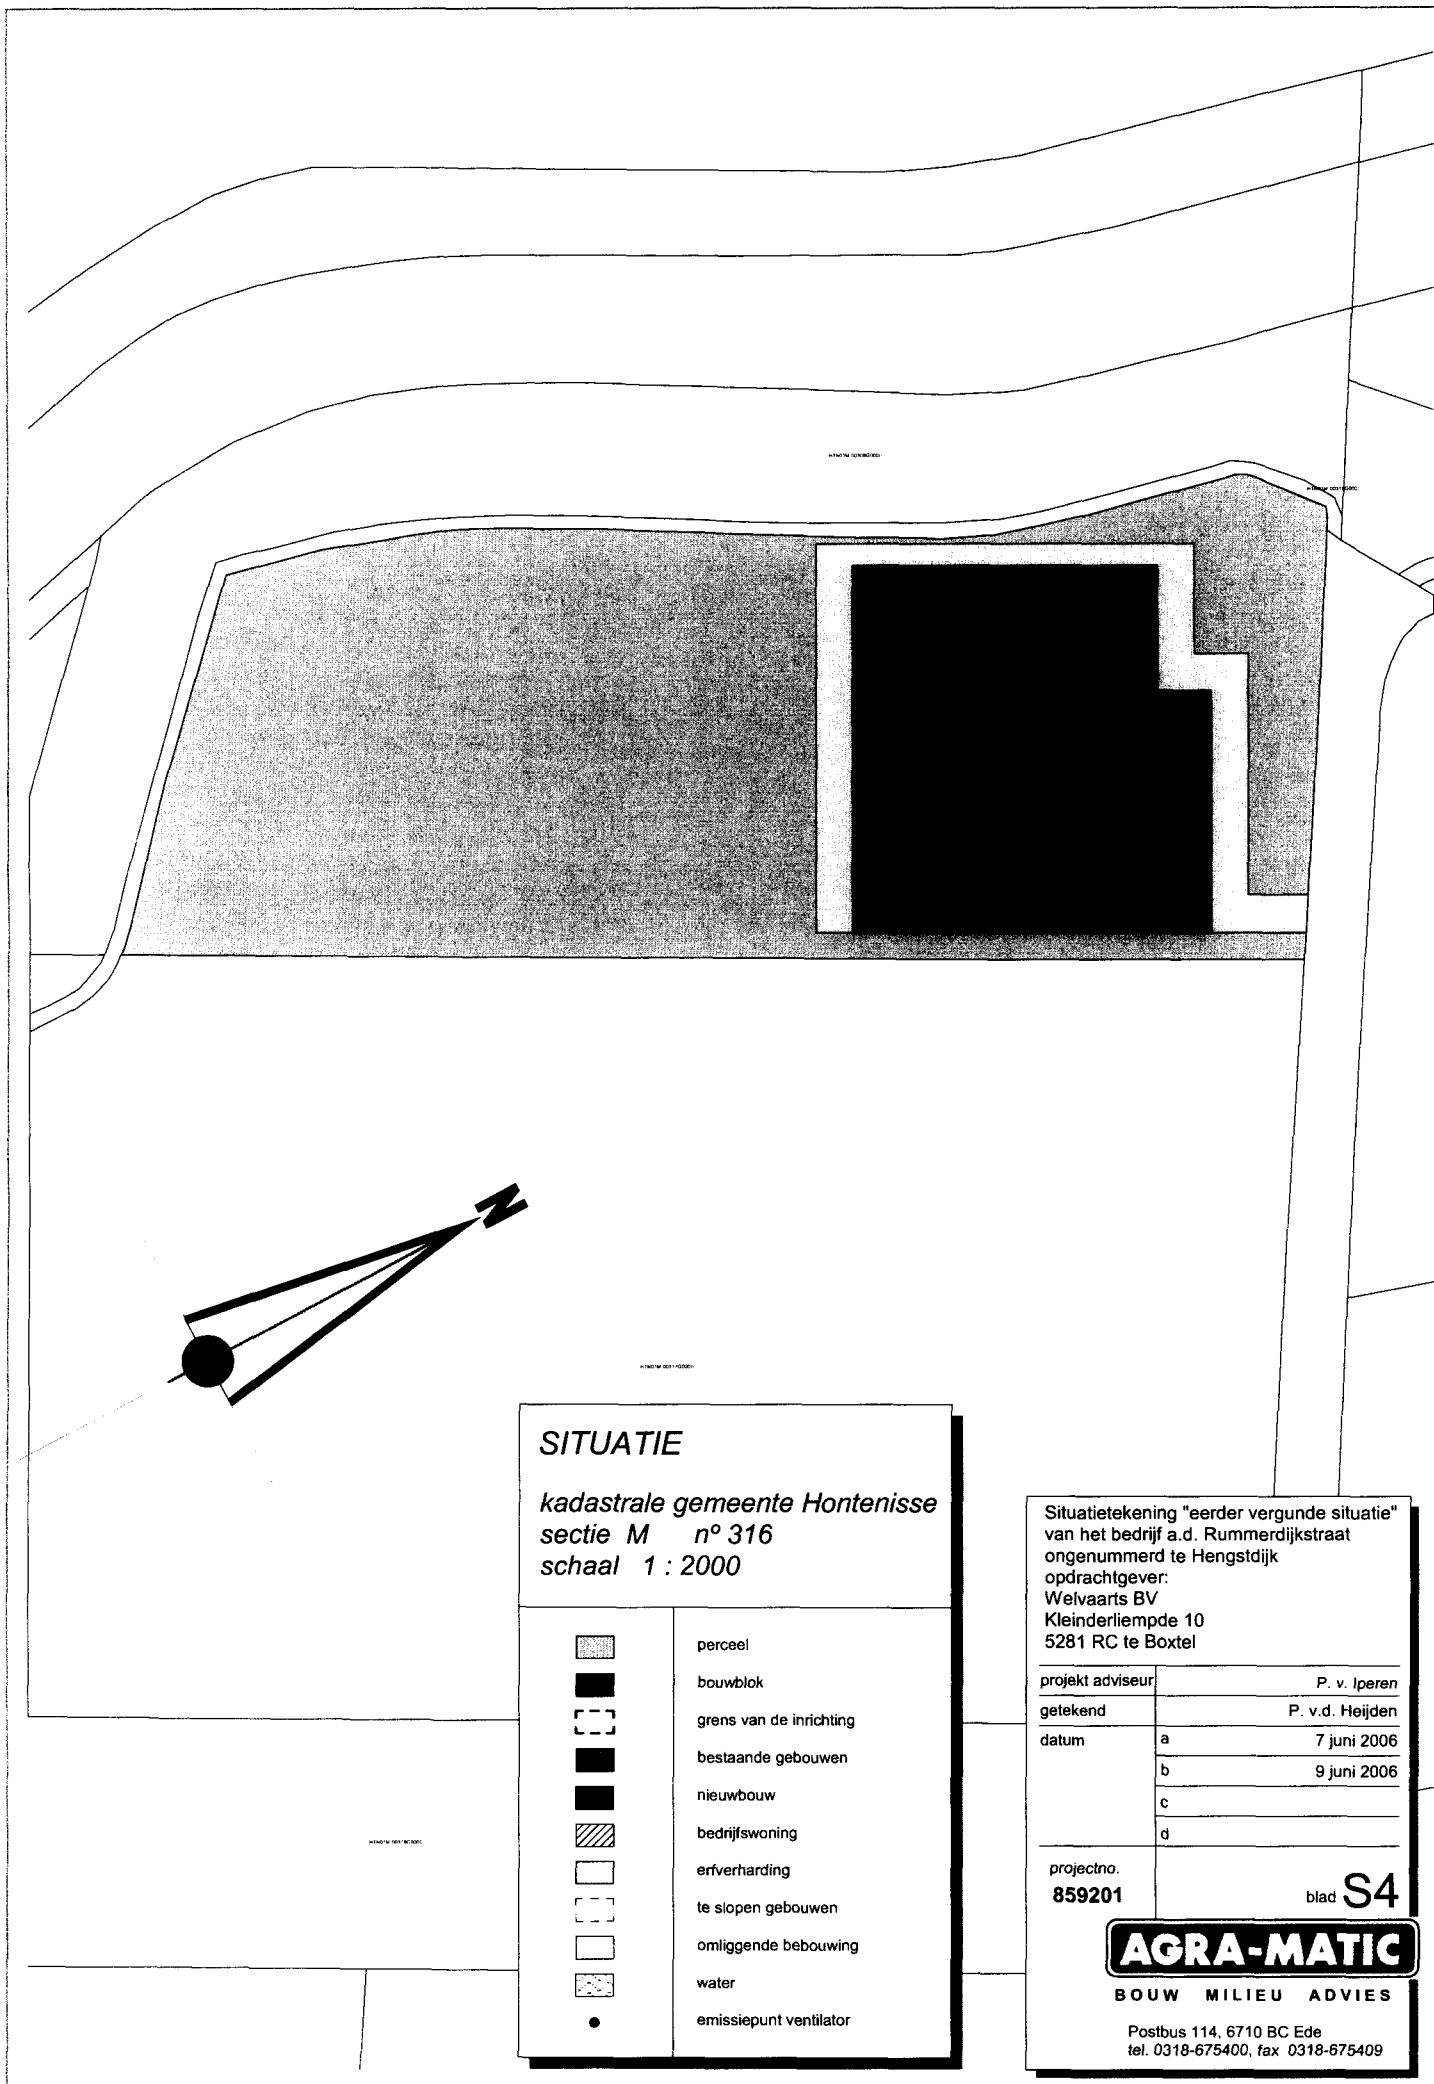 N
SITUATIE
kadastrale gemeente Hontenisse
sectie M nº 316
schaal 1 : 2000
perceel
bouwblok
grens van de inrichting
bestaande gebouwen
nieuwbouw
bedrijfswoning
erfverharding
te slopen gebouwen
omliggende bebouwing
water
emissiepunt ventilator
Situatietekening "eerder vergunde situatie"
van het bedrijf a.d. Rummerdijkstraat
ongenummerd te Hengstdijk
opdrachtgever:
Welvaarts BV
Kleinderliempde 10
5281 RC te Boxtel
projekt adviseur P. v. Iperen
getekend P. v.d. Heijden
datum a 7 juni 2006
b 9 juni 2006
c
d
projectno.
859201 blad S4
AGRA-MATIC
BOUW MILIEU ADVIES
Postbus 114, 6710 BC Ede
tel. 0318-675400, fax 0318-675409